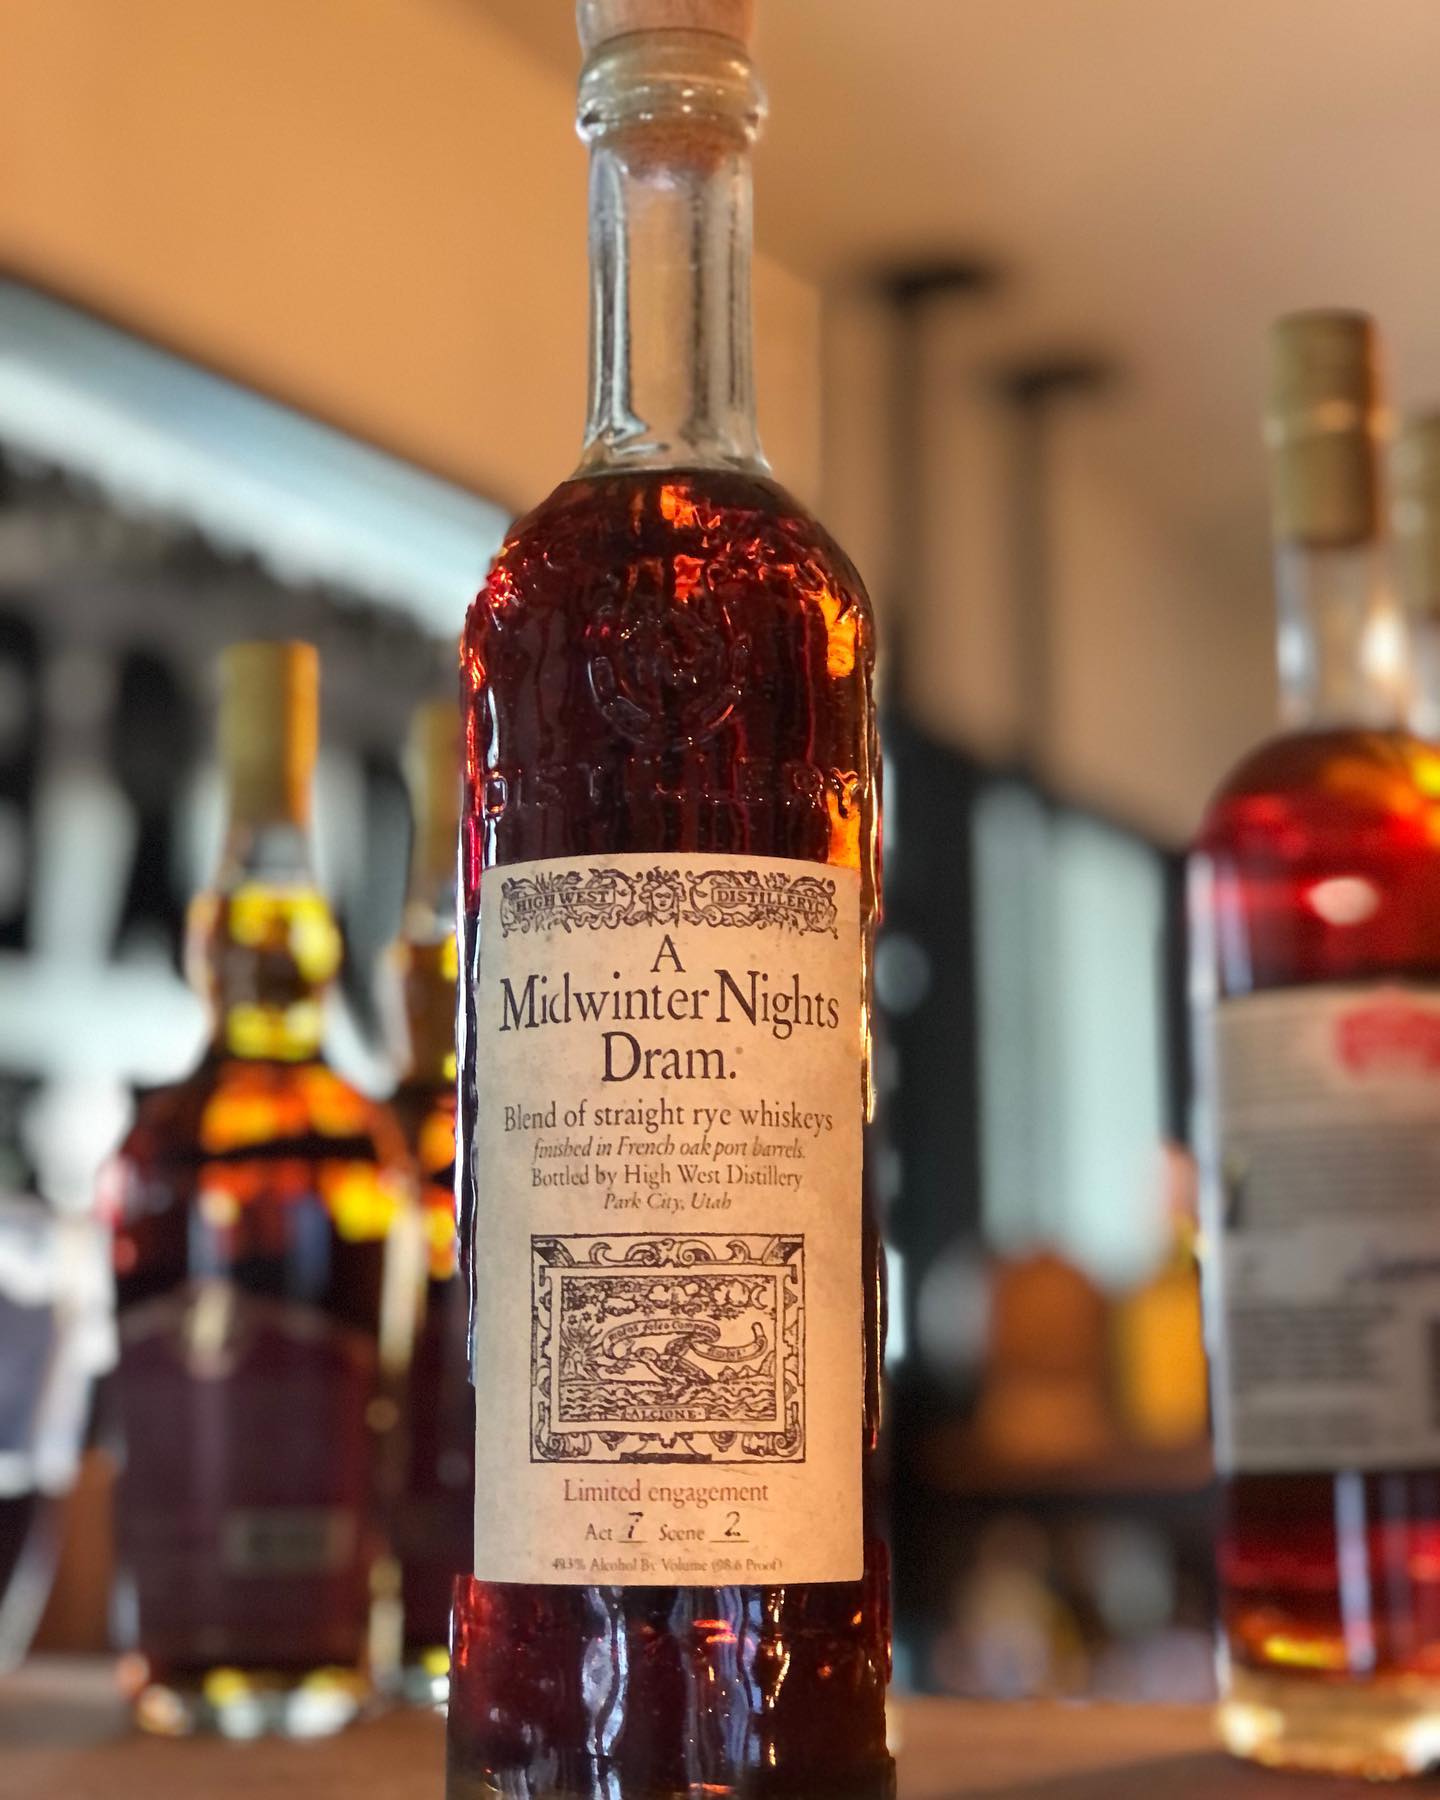 DISTILLERY
HIGH WEST DISTILLERY
A
Midwinter Nights
Dram.
Blend of straight rye whiskeys
finished in French oak port barrels.
Bottled by High West Distillery
Park City, Utah
ALCIONE
Limited engagement
Act 7 Scene 2
49.3% Alcohol By Volume (98.6 Proof)